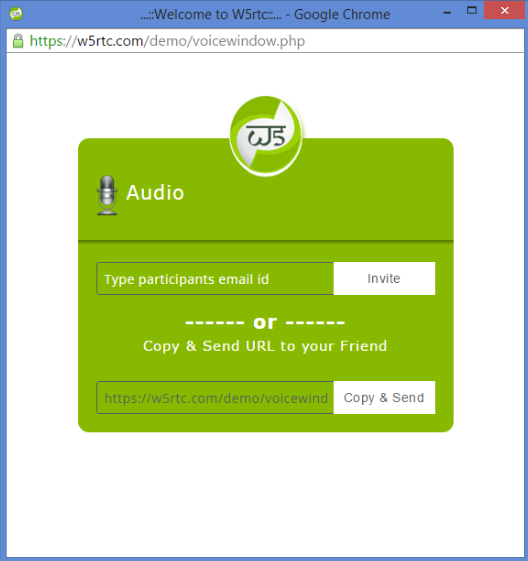 ...::Welcome to W5rtc::... - Google Chrome
https://w5rtc.com/demo/voicewindow.php
Audio
Type participants email id Invite
------ or ------
Copy & Send URL to your Friend
https://w5rtc.com/demo/voicewind Copy & Send